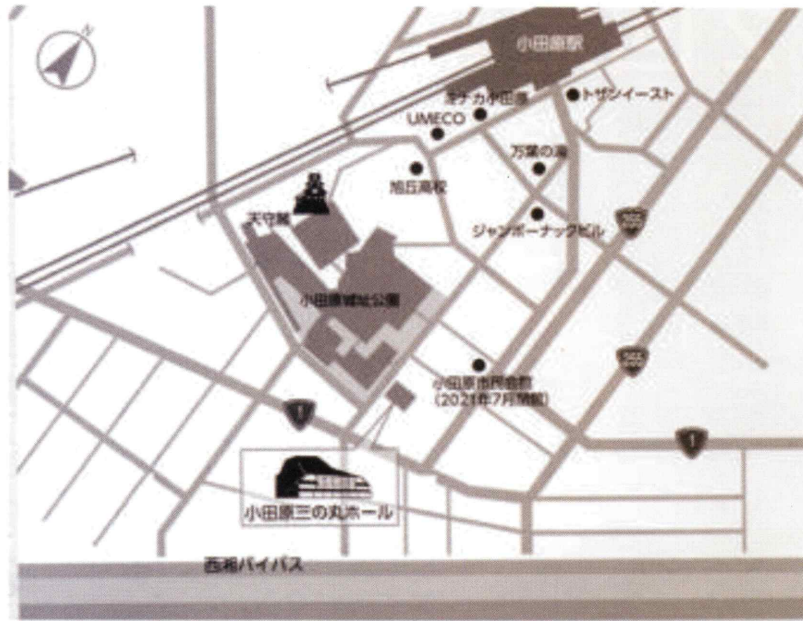 N
小田原駅
ミナカ小田原
トザンイースト
UMECO
万葉の湯
旭丘高校
天守閣
ジャンボーナックビル
255
小田原城址公園
255
小田原市民会館
(2021年7月閉館)
1
1
小田原三の丸ホール
西湘バイパス